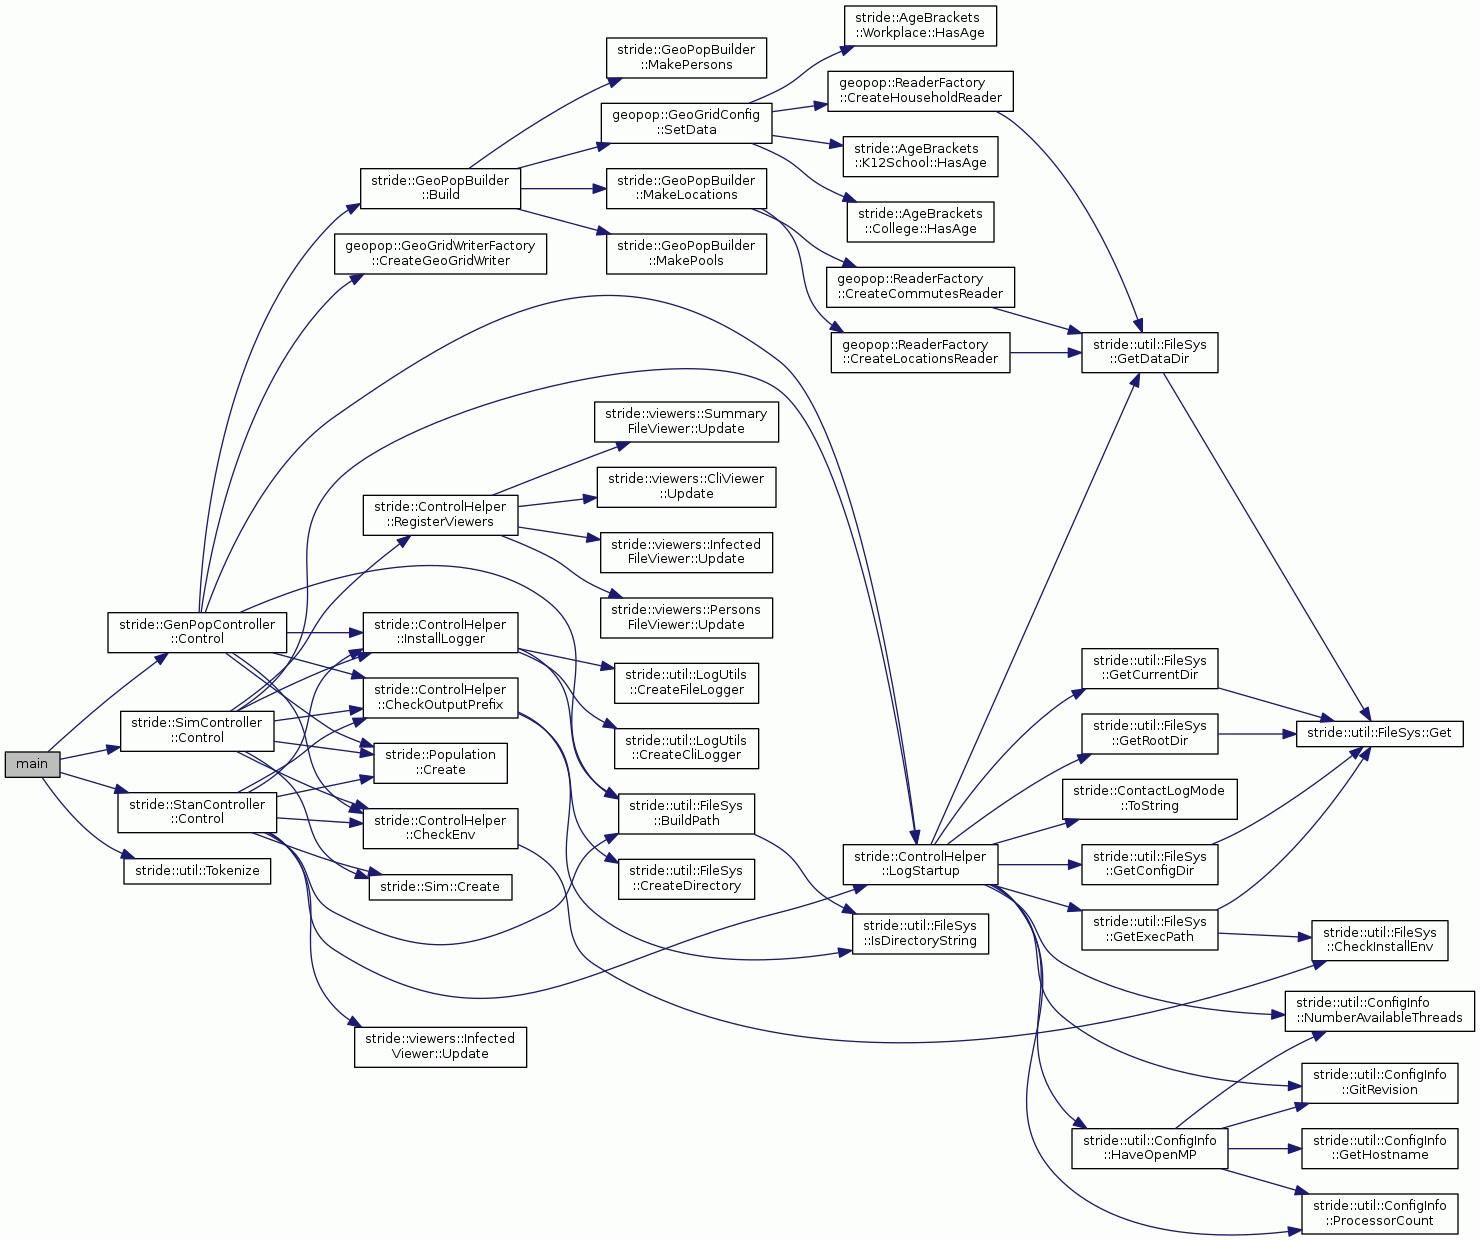 main
stride::GenPopController
::Control
stride::SimController
::Control
stride::StanController
::Control
stride::util::Tokenize
stride::GeoPopBuilder
::Build
geopop::GeoGridWriterFactory
::CreateGeoGridWriter
stride::ControlHelper
::RegisterViewers
stride::ControlHelper
::InstallLogger
stride::ControlHelper
::CheckOutputPrefix
stride::Population
::Create
stride::ControlHelper
::CheckEnv
stride::Sim::Create
stride::viewers::Infected
Viewer::Update
stride::GeoPopBuilder
::MakePersons
geopop::GeoGridConfig
::SetData
stride::GeoPopBuilder
::MakeLocations
stride::GeoPopBuilder
::MakePools
stride::viewers::Summary
FileViewer::Update
stride::viewers::CliViewer
::Update
stride::viewers::Infected
FileViewer::Update
stride::viewers::Persons
FileViewer::Update
stride::util::LogUtils
::CreateFileLogger
stride::util::LogUtils
::CreateCliLogger
stride::util::FileSys
::BuildPath
stride::util::FileSys
::CreateDirectory
stride::AgeBrackets
::Workplace::HasAge
geopop::ReaderFactory
::CreateHouseholdReader
stride::AgeBrackets
::K12School::HasAge
stride::AgeBrackets
::College::HasAge
geopop::ReaderFactory
::CreateCommutesReader
geopop::ReaderFactory
::CreateLocationsReader
stride::ControlHelper
::LogStartup
stride::util::FileSys
::IsDirectoryString
stride::util::FileSys
::GetDataDir
stride::util::FileSys
::GetCurrentDir
stride::util::FileSys
::GetRootDir
stride::ContactLogMode
::ToString
stride::util::FileSys
::GetConfigDir
stride::util::FileSys
::GetExecPath
stride::util::ConfigInfo
::HaveOpenMP
stride::util::FileSys::Get
stride::util::FileSys
::CheckInstallEnv
stride::util::ConfigInfo
::NumberAvailableThreads
stride::util::ConfigInfo
::GitRevision
stride::util::ConfigInfo
::GetHostname
stride::util::ConfigInfo
::ProcessorCount